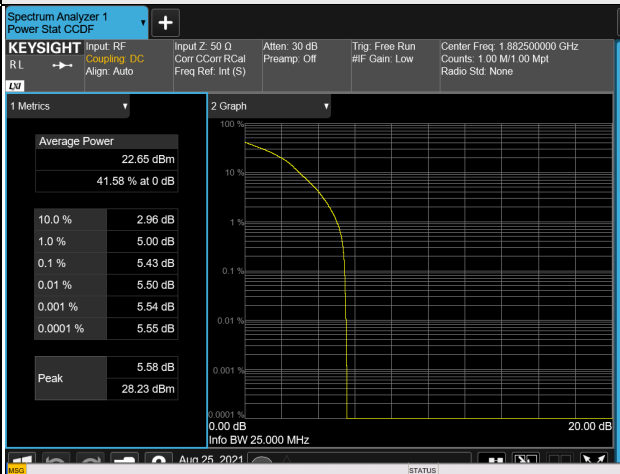 Spectrum Analyzer 1
Power Stat CCDF
▼
+
KEYSIGHT
R L
LXI
Input: RF
Coupling: DC
Align: Auto
Input Z: 50 Ω
Corr CCorr RCal
Freq Ref: Int (S)
Atten: 30 dB
Preamp: Off
Trig: Free Run
#IF Gain: Low
Center Freq: 1.882500000 GHz
Counts: 1.00 M/1.00 Mpt
Radio Std: None
1 Metrics ▼
Average Power
22.65 dBm
41.58 % at 0 dB
10.0 % 2.96 dB
1.0 % 5.00 dB
0.1 % 5.43 dB
0.01 % 5.50 dB
0.001 % 5.54 dB
0.0001 % 5.55 dB
Peak
5.58 dB
28.23 dBm
2 Graph ▼
100 %
10 %
1 %
0.1 %
0.01 %
0.001 %
0.0001 %
0.00 dB 20.00 dB
Info BW 25.000 MHz
Aug 25, 2021
MSG STATUS